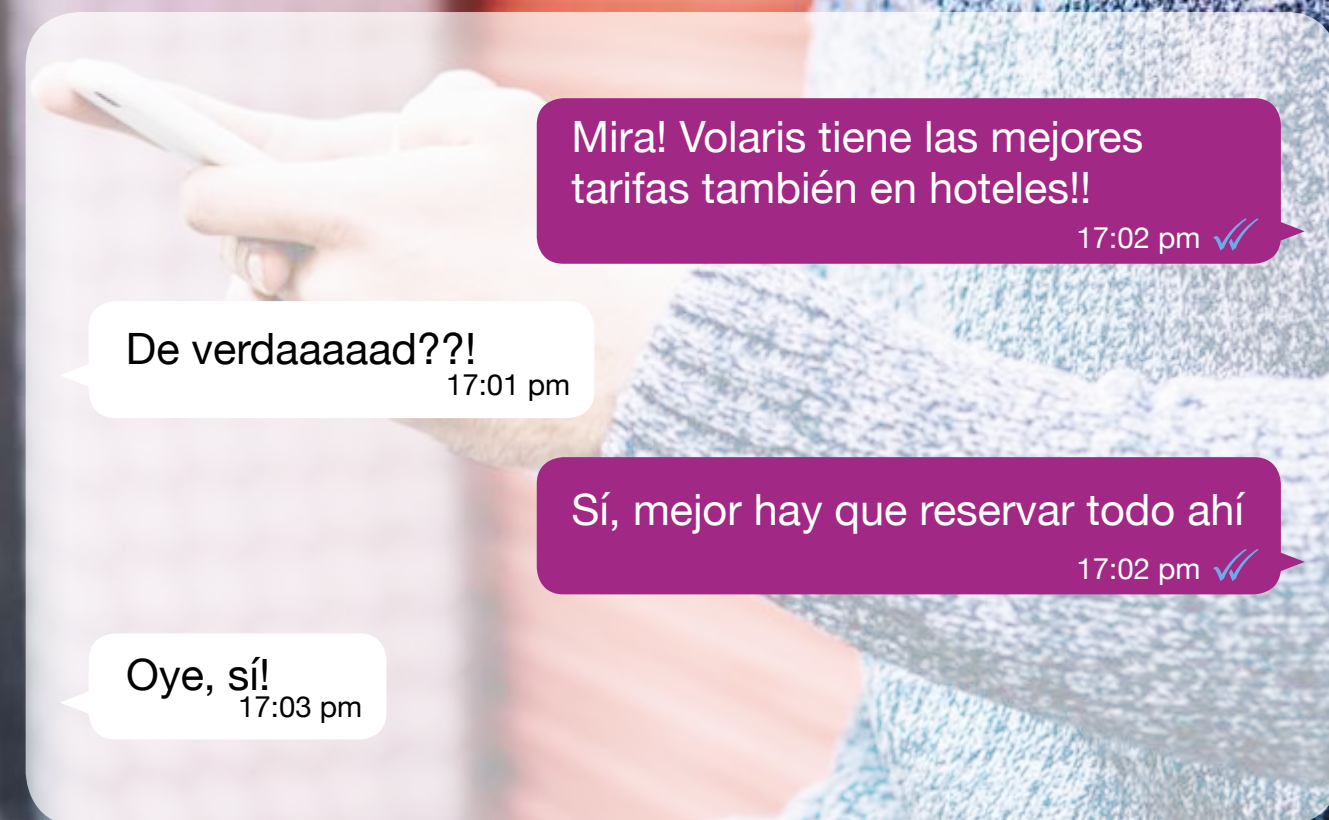 Mira! Volaris tiene las mejores
tarifas también en hoteles!!
17:02 pm
De verdaaaaad??!
17:01 pm
Sí, mejor hay que reservar todo ahí
17:02 pm
Oye, sí!
17:03 pm